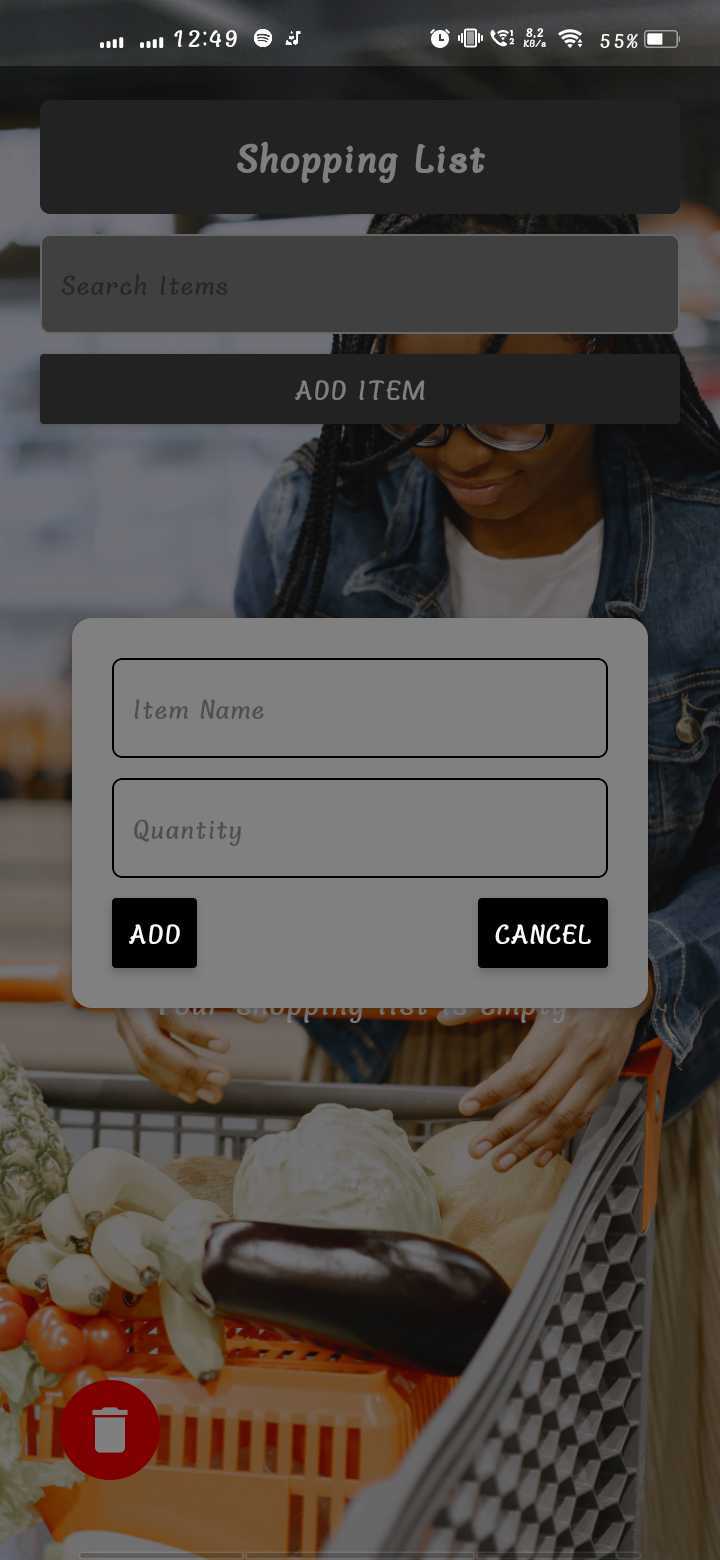 12:49 8.2 KB/s 55%
Shopping List
Search Items
ADD ITEM
Item Name
Quantity
ADD CANCEL
Your shopping list is empty